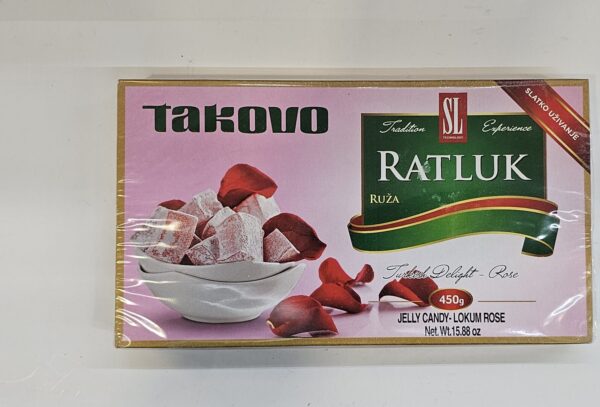 TAKOVO
Tradition SL Experience
TECHNOLOGY
SLATKO UŽIVANJE
RATLUK
RUŽA
Turkish Delight - Rose
450g
JELLY CANDY- LOKUM ROSE
Net. Wt.15.88 oz